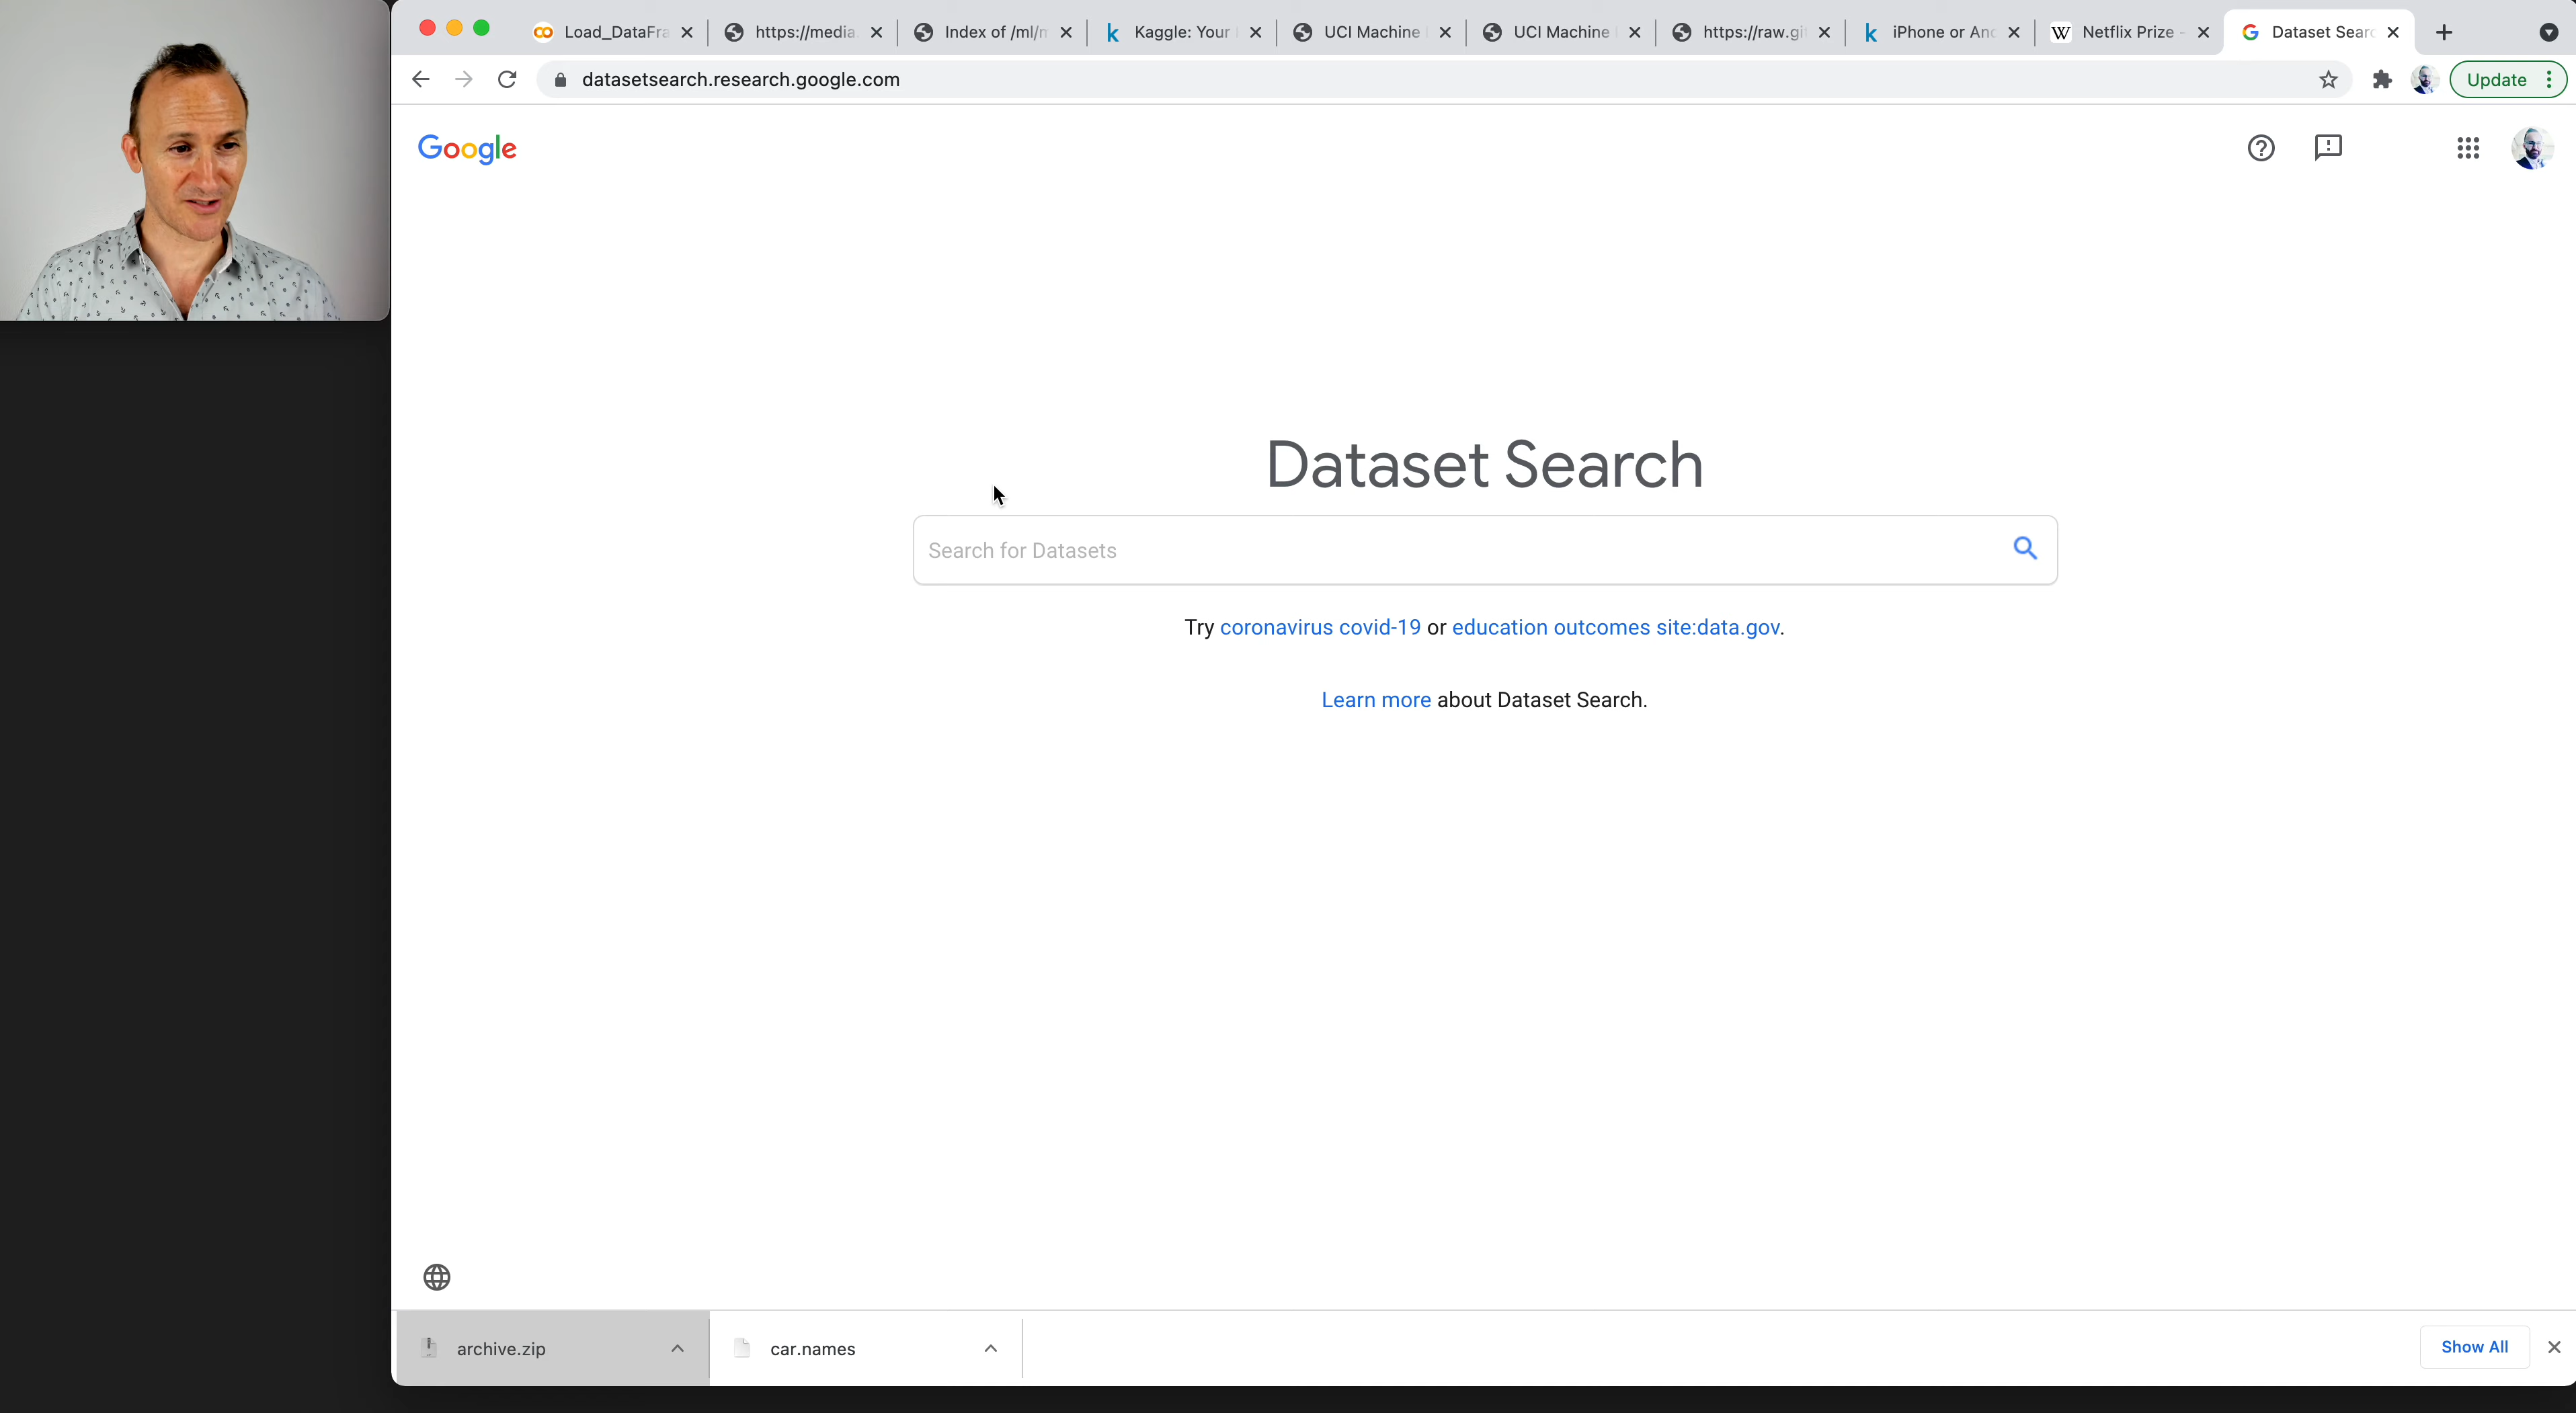 Load_DataFra
https://media.
Index of /ml/m
Kaggle: Your
UCI Machine
UCI Machine
https://raw.gi
iPhone or And
Netflix Prize -
Dataset Searc
datasetsearch.research.google.com
Update
Google
Dataset Search
Search for Datasets
Try coronavirus covid-19 or education outcomes site:data.gov.
Learn more about Dataset Search.
archive.zip
car.names
Show All